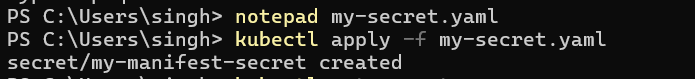 PS C:\Users\singh> notepad my-secret.yaml
PS C:\Users\singh> kubectl apply -f my-secret.yaml
secret/my-manifest-secret created